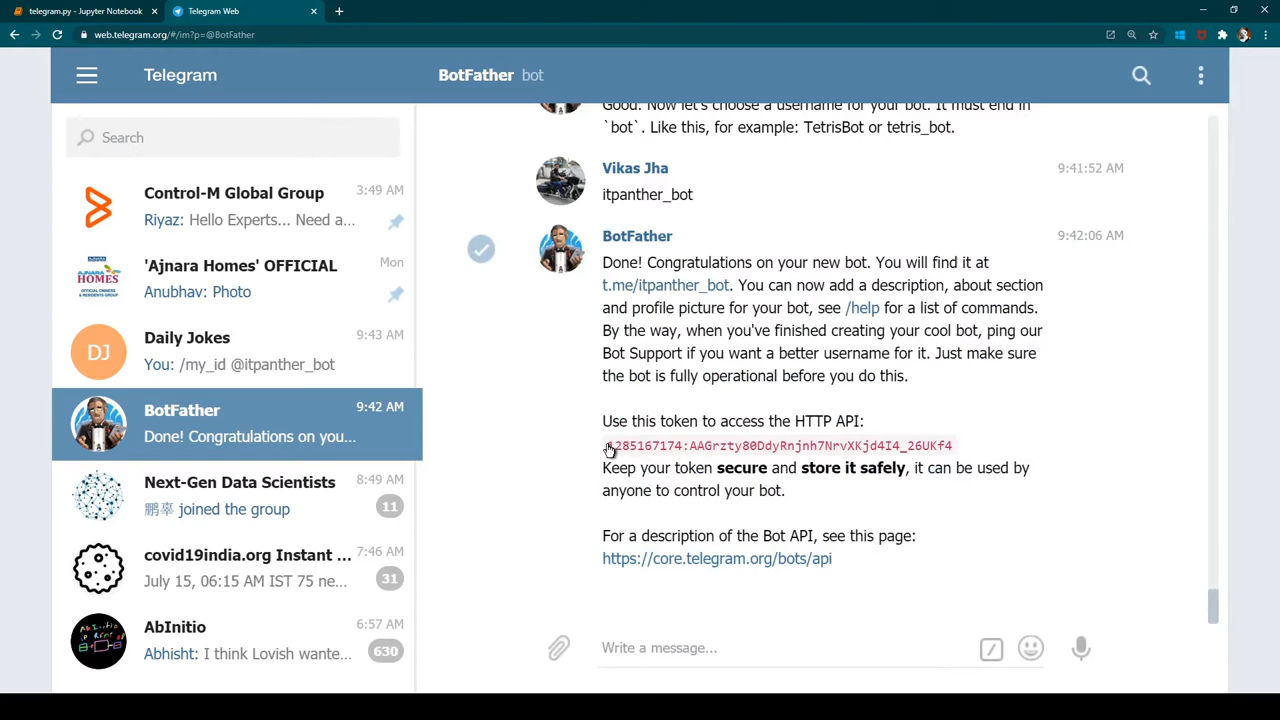 telegram.py - Jupyter Notebook
Telegram Web
web.telegram.org/#/im?p=@BotFather
Telegram
BotFather bot
Search
Control-M Global Group 3:49 AM
Riyaz: Hello Experts... Need a...
'Ajnara Homes' OFFICIAL Mon
Anubhav: Photo
DJ
Daily Jokes 9:43 AM
You: /my_id @itpanther_bot
BotFather 9:42 AM
Done! Congratulations on you...
Next-Gen Data Scientists 8:49 AM
鹏辜 joined the group 11
covid19india.org Instant ... 7:46 AM
July 15, 06:15 AM IST 75 ne... 31
AbInitio 6:57 AM
Abhisht: I think Lovish wante... 630
Good. Now let's choose a username for your bot. It must end in
`bot`. Like this, for example: TetrisBot or tetris_bot.
Vikas Jha 9:41:52 AM
itpanther_bot
BotFather 9:42:06 AM
Done! Congratulations on your new bot. You will find it at
t.me/itpanther_bot. You can now add a description, about section
and profile picture for your bot, see /help for a list of commands.
By the way, when you've finished creating your cool bot, ping our
Bot Support if you want a better username for it. Just make sure
the bot is fully operational before you do this.
Use this token to access the HTTP API:
Keep your token secure and store it safely, it can be used by
anyone to control your bot.
For a description of the Bot API, see this page:
https://core.telegram.org/bots/api
Write a message...